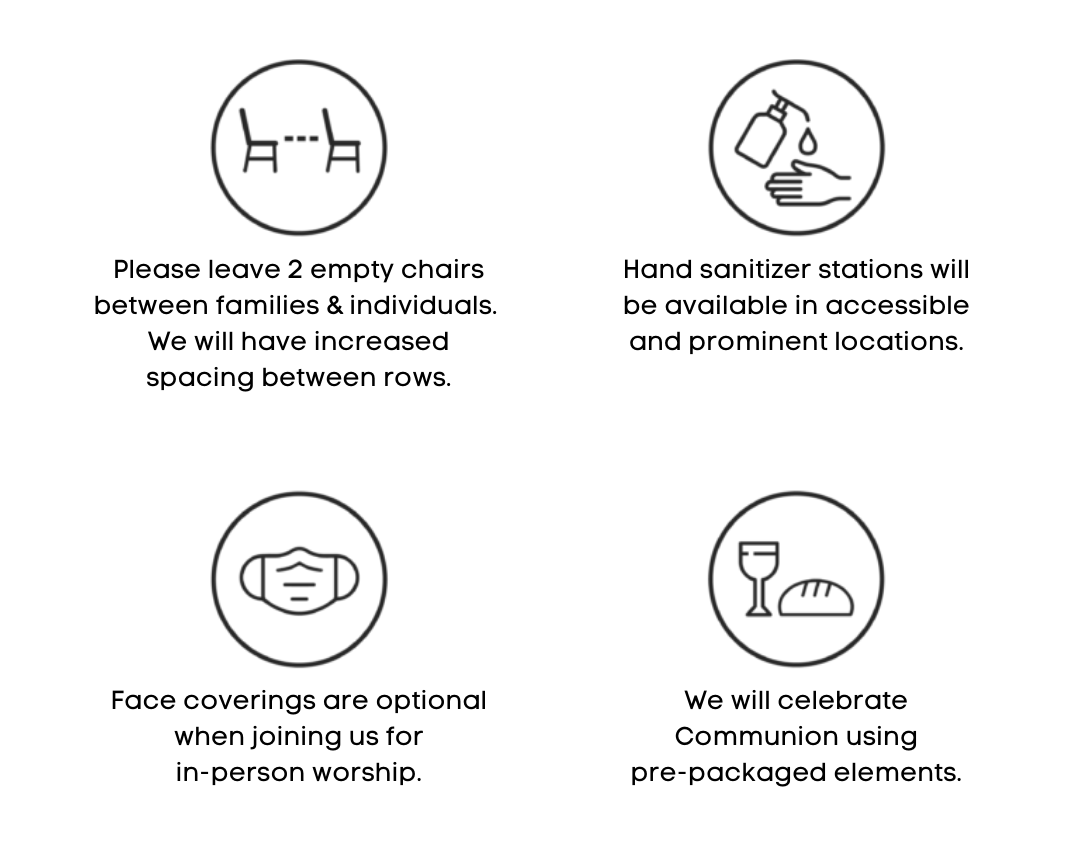 Please leave 2 empty chairs
between families & individuals.
We will have increased
spacing between rows.
Hand sanitizer stations will
be available in accessible
and prominent locations.
Face coverings are optional
when joining us for
in-person worship.
We will celebrate
Communion using
pre-packaged elements.